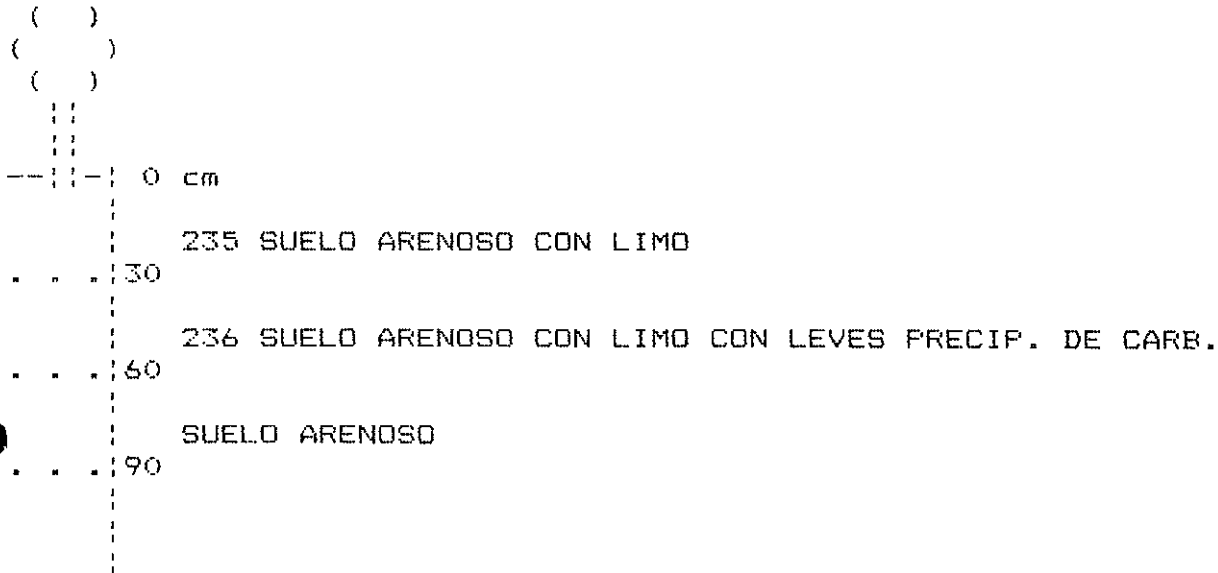 0 cm
235 SUELO ARENOSO CON LIMO
30
236 SUELO ARENOSO CON LIMO CON LEVES PRECIP. DE CARB.
60
SUELO ARENOSO
90